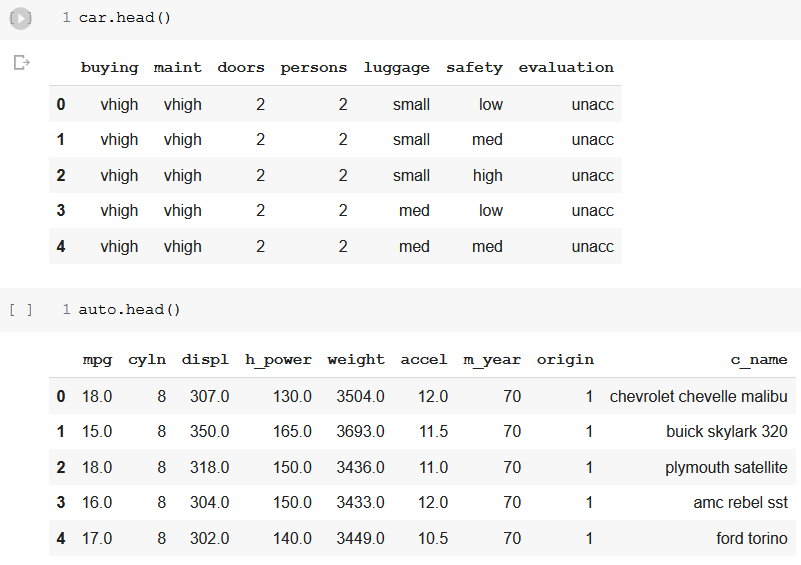 1 car.head()
buying maint doors persons luggage safety evaluation
0 vhigh vhigh 2 2 small low unacc
1 vhigh vhigh 2 2 small med unacc
2 vhigh vhigh 2 2 small high unacc
3 vhigh vhigh 2 2 med low unacc
4 vhigh vhigh 2 2 med med unacc
[ ] 1 auto.head()
mpg cyln displ h_power weight accel m_year origin c_name
0 18.0 8 307.0 130.0 3504.0 12.0 70 1 chevrolet chevelle malibu
1 15.0 8 350.0 165.0 3693.0 11.5 70 1 buick skylark 320
2 18.0 8 318.0 150.0 3436.0 11.0 70 1 plymouth satellite
3 16.0 8 304.0 150.0 3433.0 12.0 70 1 amc rebel sst
4 17.0 8 302.0 140.0 3449.0 10.5 70 1 ford torino